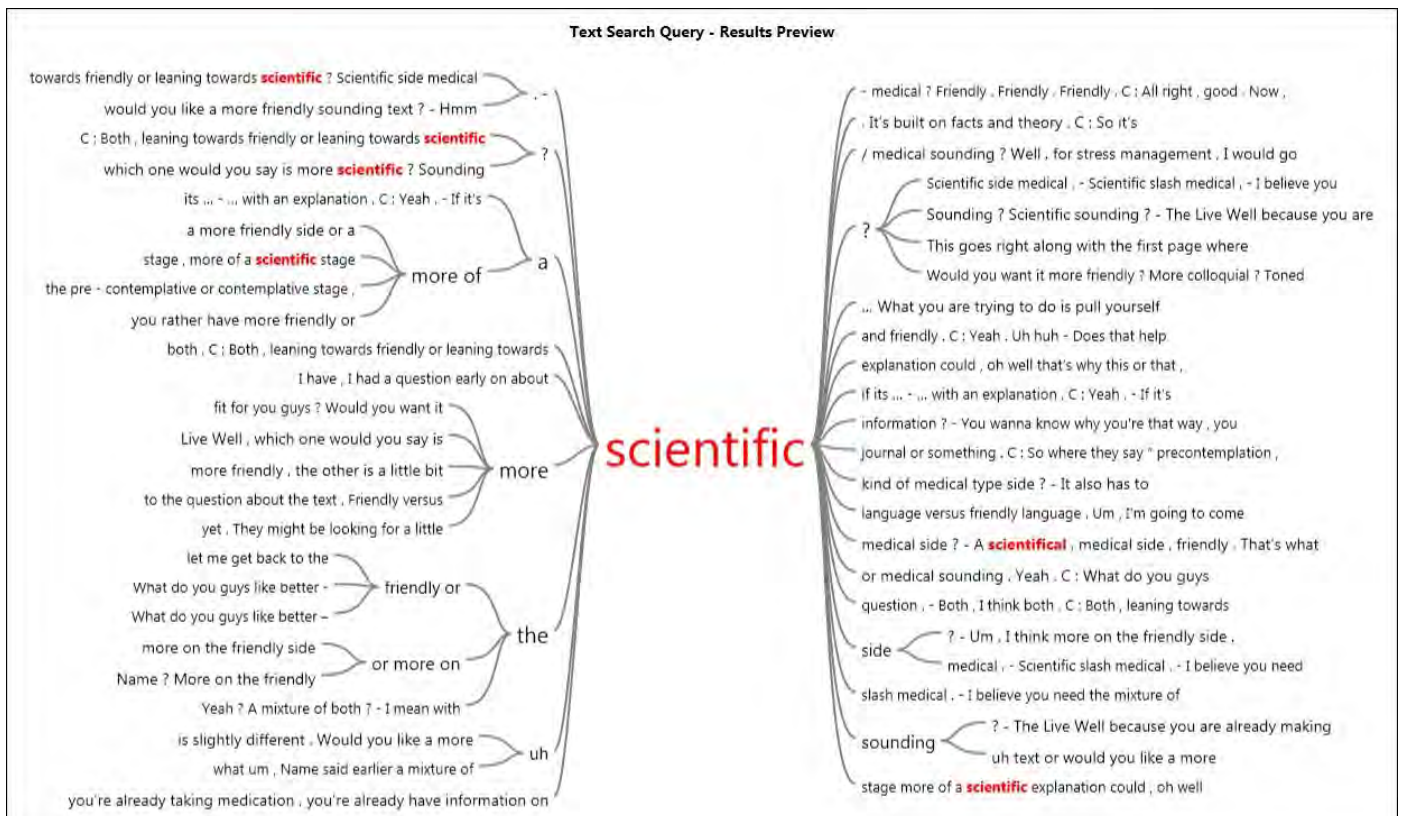 Text Search Query - Results Preview
towards friendly or leaning towards scientific ? Scientific side medical
would you like a more friendly sounding text ? - Hmm
. -
C : Both , leaning towards friendly or leaning towards scientific
which one would you say is more scientific ? Sounding
?
its ... - ... with an explanation . C : Yeah . - If it's
a more friendly side or a
stage , more of a scientific stage
the pre - contemplative or contemplative stage ,
you rather have more friendly or
more of
a
both . C : Both , leaning towards friendly or leaning towards
I have , I had a question early on about
fit for you guys ? Would you want it
Live Well , which one would you say is
more friendly , the other is a little bit
to the question about the text . Friendly versus
yet . They might be looking for a little
more
let me get back to the
What do you guys like better -
What do you guys like better –
friendly or
more on the friendly side
Name ? More on the friendly
or more on
Yeah ? A mixture of both ? - I mean with
the
is slightly different . Would you like a more
what um , Name said earlier a mixture of
uh
you're already taking medication , you're already have information on
scientific
- medical ? Friendly . Friendly . Friendly . C : All right , good . Now ,
. It's built on facts and theory . C : So it's
/ medical sounding ? Well , for stress management , I would go
?
Scientific side medical , - Scientific slash medical , - I believe you
Sounding ? Scientific sounding ? - The Live Well because you are
This goes right along with the first page where
Would you want it more friendly ? More colloquial ? Toned
... What you are trying to do is pull yourself
and friendly . C : Yeah . Uh huh - Does that help
explanation could , oh well that's why this or that ,
if its ... - ... with an explanation . C : Yeah . - If it's
information ? - You wanna know why you're that way , you
journal or something . C : So where they say " precontemplation ,
kind of medical type side ? - It also has to
language versus friendly language . Um , I'm going to come
medical side ? - A scientifical , medical side , friendly . That's what
or medical sounding . Yeah . C : What do you guys
question . - Both , I think both . C : Both , leaning towards
side
? - Um , I think more on the friendly side ,
medical . - Scientific slash medical . - I believe you need
slash medical . - I believe you need the mixture of
sounding
? - The Live Well because you are already making
uh text or would you like a more
stage more of a scientific explanation could , oh well